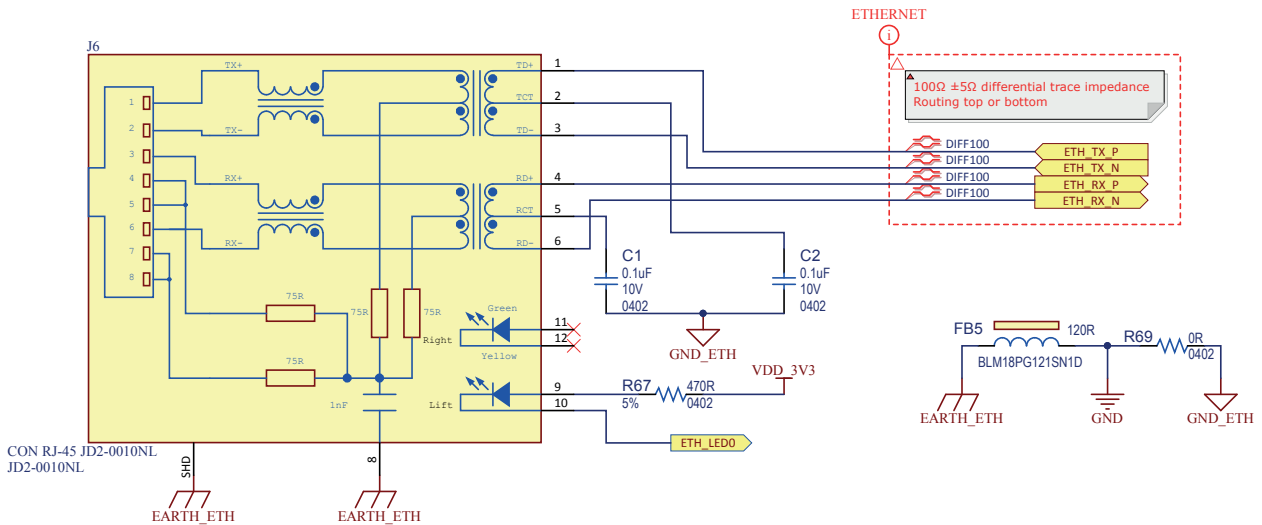 ETHERNET
i
J6
100Ω ±5Ω differential trace impedance
Routing top or bottom
TX+
TD+
1
1
TCT
2
2
TX-
TD-
3
3
DIFF100
ETH_TX_P
DIFF100
ETH_TX_N
4
RX+
RD+
4
DIFF100
ETH_RX_P
5
DIFF100
ETH_RX_N
RCT
5
6
RX-
RD-
6
7
8
C1
0.1uF
10V
0402
C2
0.1uF
10V
0402
GND_ETH
75R
75R
75R
75R
Green
11
Right
12
Yellow
1nF
Lift
9
10
R67
470R
5%
0402
VDD_3V3
ETH_LED0
FB5
120R
BLM18PG121SN1D
R69
0R
0402
EARTH_ETH
GND
GND_ETH
CON RJ-45 JD2-0010NL
JD2-0010NL
SHD
8
EARTH_ETH
EARTH_ETH